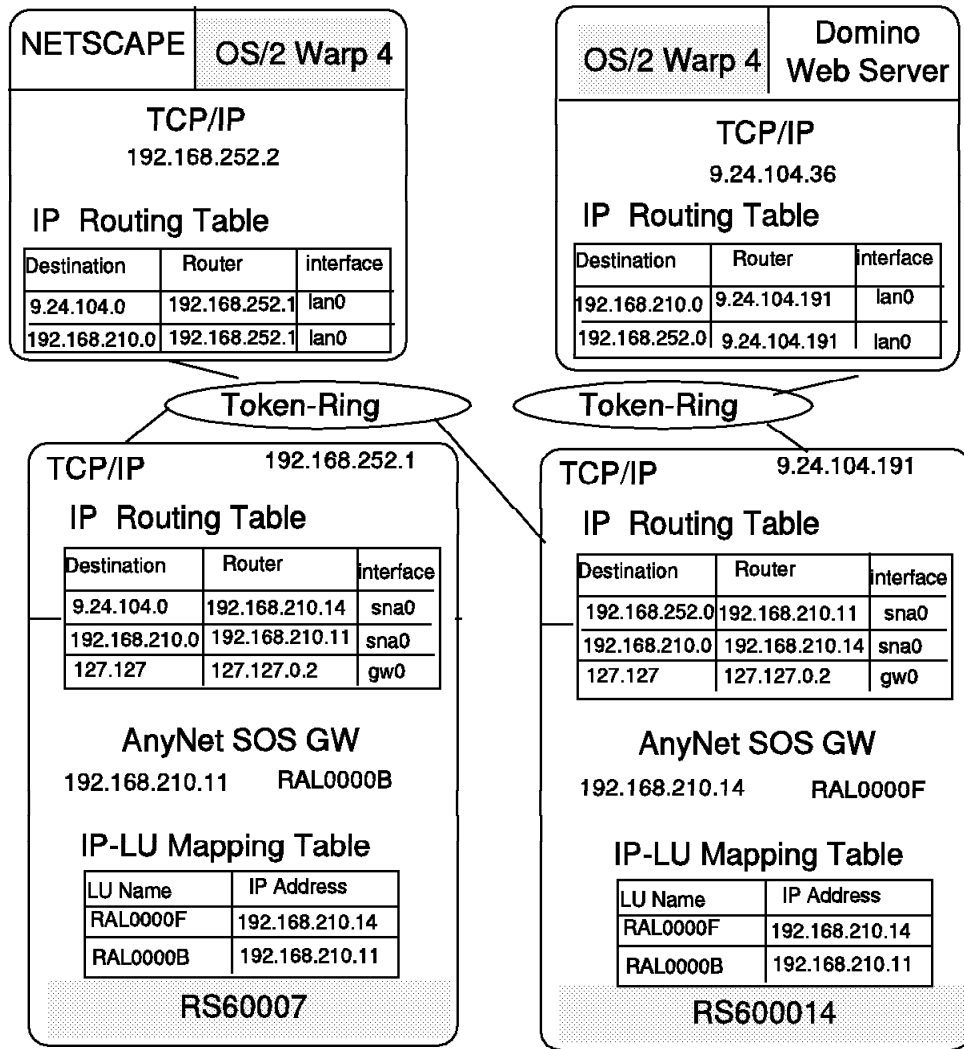 NETSCAPE
OS/2 Warp 4
TCP/IP
192.168.252.2
IP Routing Table
Destination Router interface
9.24.104.0 192.168.252.1 lan0
192.168.210.0 192.168.252.1 lan0
OS/2 Warp 4
Domino
Web Server
TCP/IP
9.24.104.36
IP Routing Table
Destination Router interface
192.168.210.0 9.24.104.191 lan0
192.168.252.0 9.24.104.191 lan0
Token-Ring
Token-Ring
TCP/IP 192.168.252.1
IP Routing Table
Destination Router interface
9.24.104.0 192.168.210.14 sna0
192.168.210.0 192.168.210.11 sna0
127.127 127.127.0.2 gw0
AnyNet SOS GW
192.168.210.11 RAL0000B
IP-LU Mapping Table
LU Name IP Address
RAL0000F 192.168.210.14
RAL0000B 192.168.210.11
RS60007
TCP/IP 9.24.104.191
IP Routing Table
Destination Router interface
192.168.252.0 192.168.210.11 sna0
192.168.210.0 192.168.210.14 sna0
127.127 127.127.0.2 gw0
AnyNet SOS GW
192.168.210.14 RAL0000F
IP-LU Mapping Table
LU Name IP Address
RAL0000F 192.168.210.14
RAL0000B 192.168.210.11
RS600014